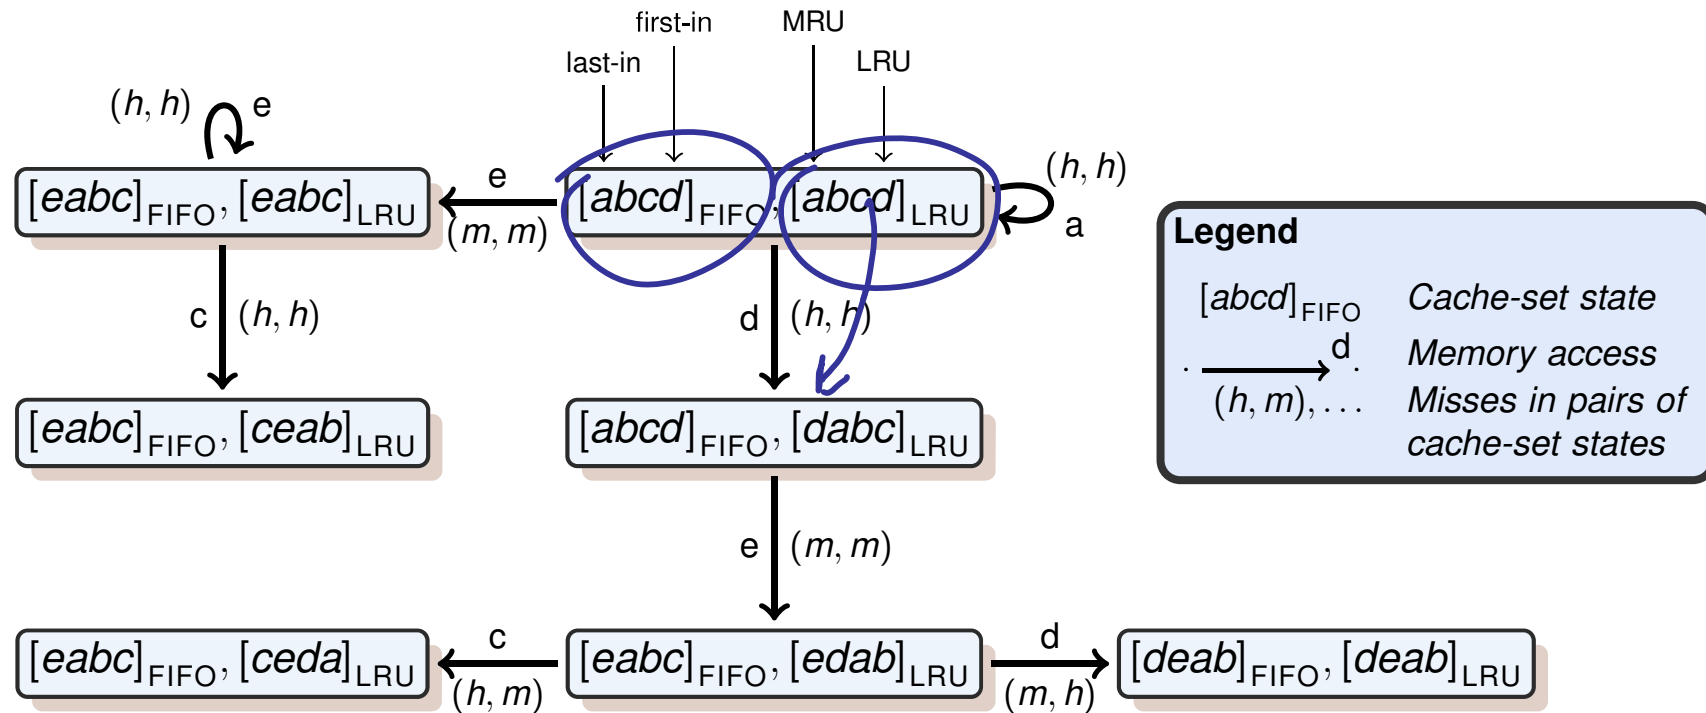 first-in MRU
last-in LRU
(h, h) e
(h, h)
[eabc]FIFO, [eabc]LRU
e
(m, m)
[abcd]FIFO, [abcd]LRU
a
c (h, h)
d (h, h)
[eabc]FIFO, [ceab]LRU
[abcd]FIFO, [dabc]LRU
e (m, m)
[eabc]FIFO, [ceda]LRU
c
(h, m)
[eabc]FIFO, [edab]LRU
d
(m, h)
[deab]FIFO, [deab]LRU
Legend
[abcd]FIFO Cache-set state
d Memory access
(h, m), … Misses in pairs of
cache-set states